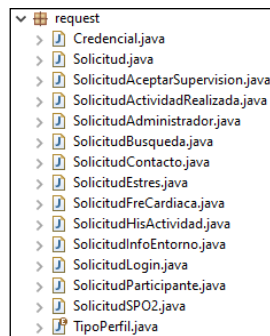 request
Credencial.java
Solicitud.java
SolicitudAceptarSupervision.java
SolicitudActividadRealizada.java
SolicitudAdministrador.java
SolicitudBusqueda.java
SolicitudContacto.java
SolicitudEstres.java
SolicitudFreCardiaca.java
SolicitudHisActividad.java
SolicitudInfoEntorno.java
SolicitudLogin.java
SolicitudParticipante.java
SolicitudSPO2.java
TipoPerfil.java